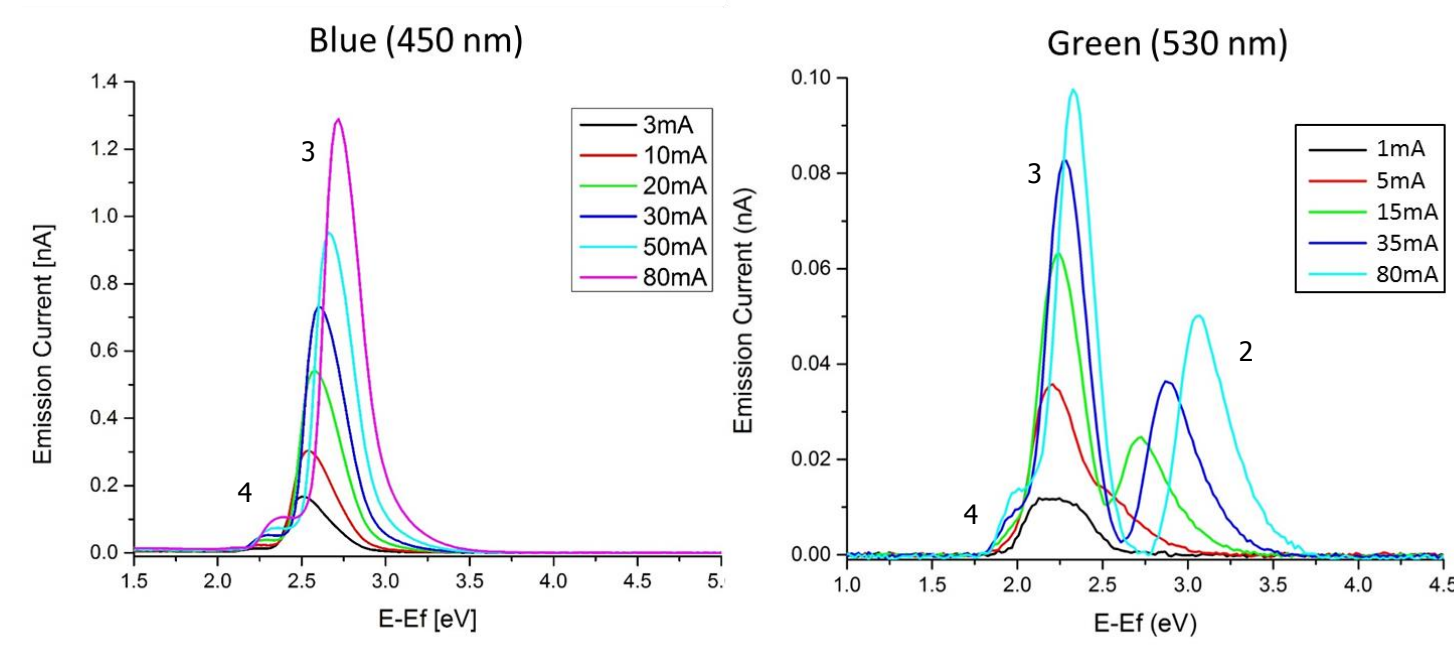 Blue (450 nm)
1.4
1.2
1.0
0.8
0.6
0.4
0.2
0.0
Emission Current [nA]
1.5
2.0
2.5
3.0
3.5
4.0
4.5
5.
E-Ef [eV]
3
4
3mA
10mA
20mA
30mA
50mA
80mA
Green (530 nm)
0.10
0.08
0.06
0.04
0.02
0.00
Emission Current (nA)
1.0
1.5
2.0
2.5
3.0
3.5
4.0
4.5
E-Ef (eV)
3
2
4
1mA
5mA
15mA
35mA
80mA